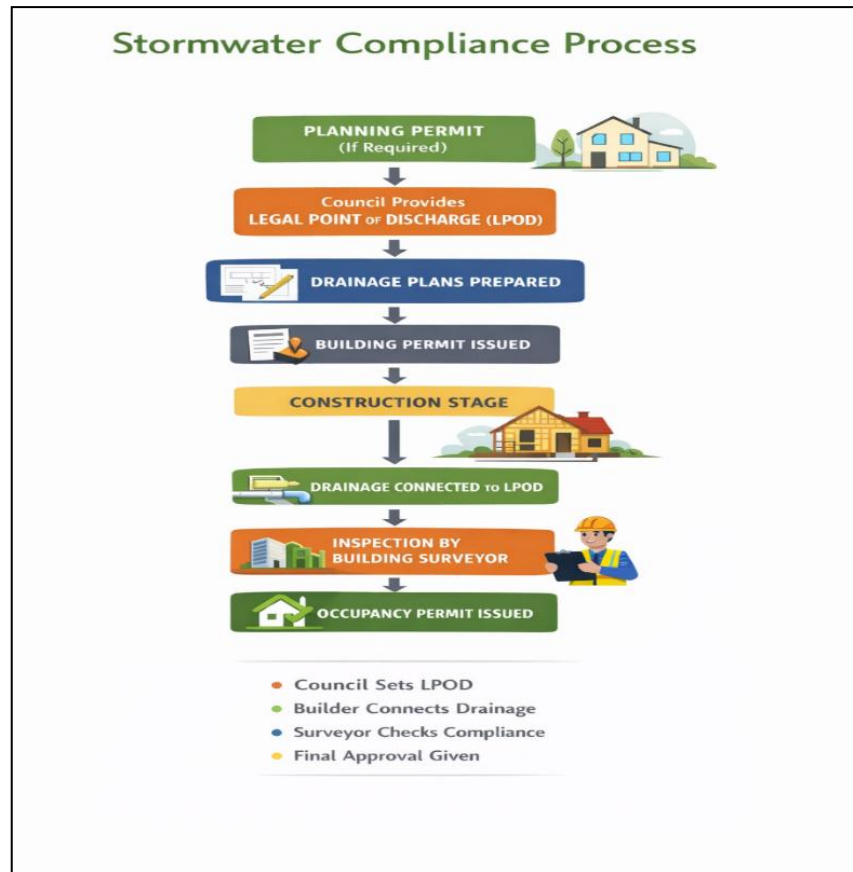 Stormwater Compliance Process
PLANNING PERMIT
(If Required)
Council Provides
LEGAL POINT OF DISCHARGE (LPOD)
DRAINAGE PLANS PREPARED
BUILDING PERMIT ISSUED
CONSTRUCTION STAGE
DRAINAGE CONNECTED TO LPOD
INSPECTION BY
BUILDING SURVEYOR
OCCUPANCY PERMIT ISSUED
• Council Sets LPOD
• Builder Connects Drainage
• Surveyor Checks Compliance
• Final Approval Given